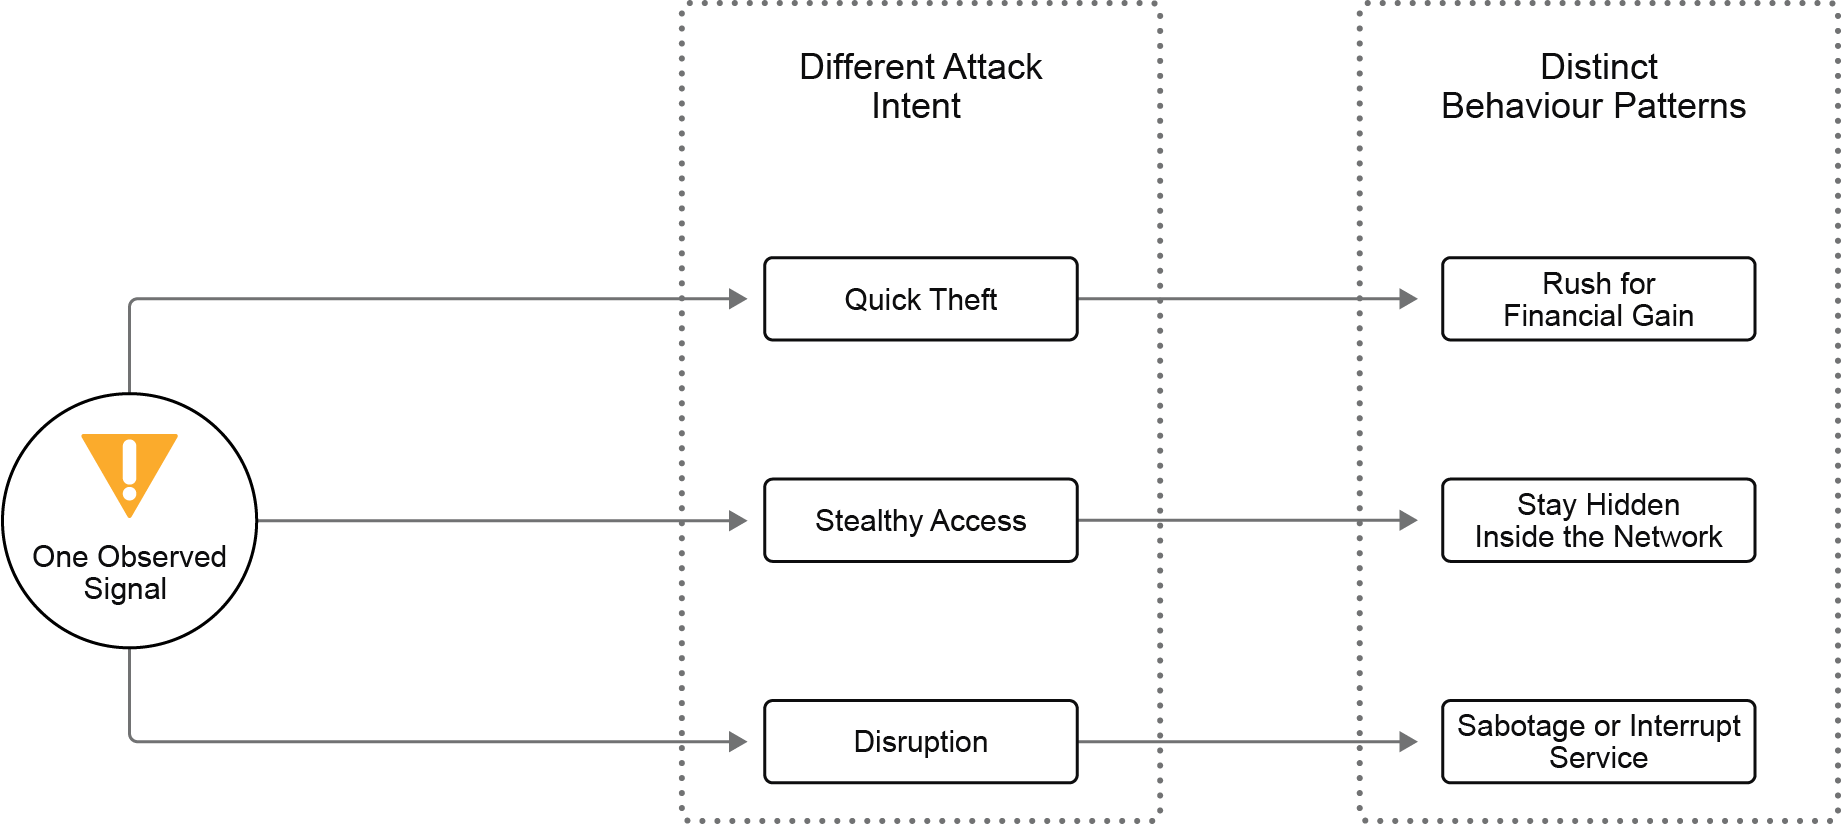 Different Attack
Intent
Distinct
Behaviour Patterns
Quick Theft
Rush for
Financial Gain
One Observed
Signal
Stealthy Access
Stay Hidden
Inside the Network
Disruption
Sabotage or Interrupt
Service